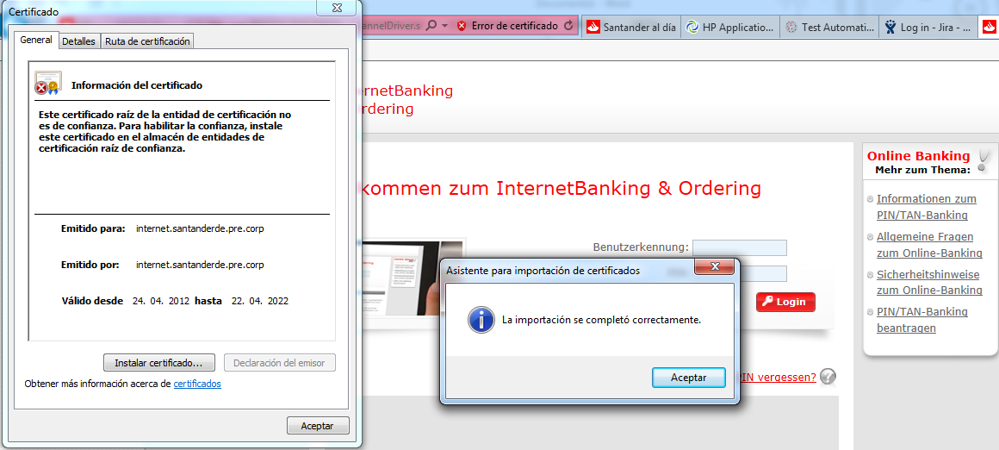 Certificado
General
Detalles
Ruta de certificación
Información del certificado
Este certificado raíz de la entidad de certificación no
es de confianza. Para habilitar la confianza, instale
este certificado en el almacén de entidades de
certificación raíz de confianza.
Emitido para: internet.santanderde.pre.corp
Emitido por: internet.santanderde.pre.corp
Válido desde 24. 04. 2012 hasta 22. 04. 2022
Instalar certificado...
Declaración del emisor
Obtener más información acerca de certificados
Aceptar
annelDriver.s
Error de certificado
Santander al día
HP Applicatio...
Test Automati...
Log in - Jira - ...
rnetBanking
rdering
kommen zum InternetBanking & Ordering
Benutzerkennung:
Login
PIN vergessen?
Asistente para importación de certificados
La importación se completó correctamente.
Aceptar
Online Banking
Mehr zum Thema:
Informationen zum
PIN/TAN-Banking
Allgemeine Fragen
zum Online-Banking
Sicherheitshinweise
zum Online-Banking
PIN/TAN-Banking
beantragen